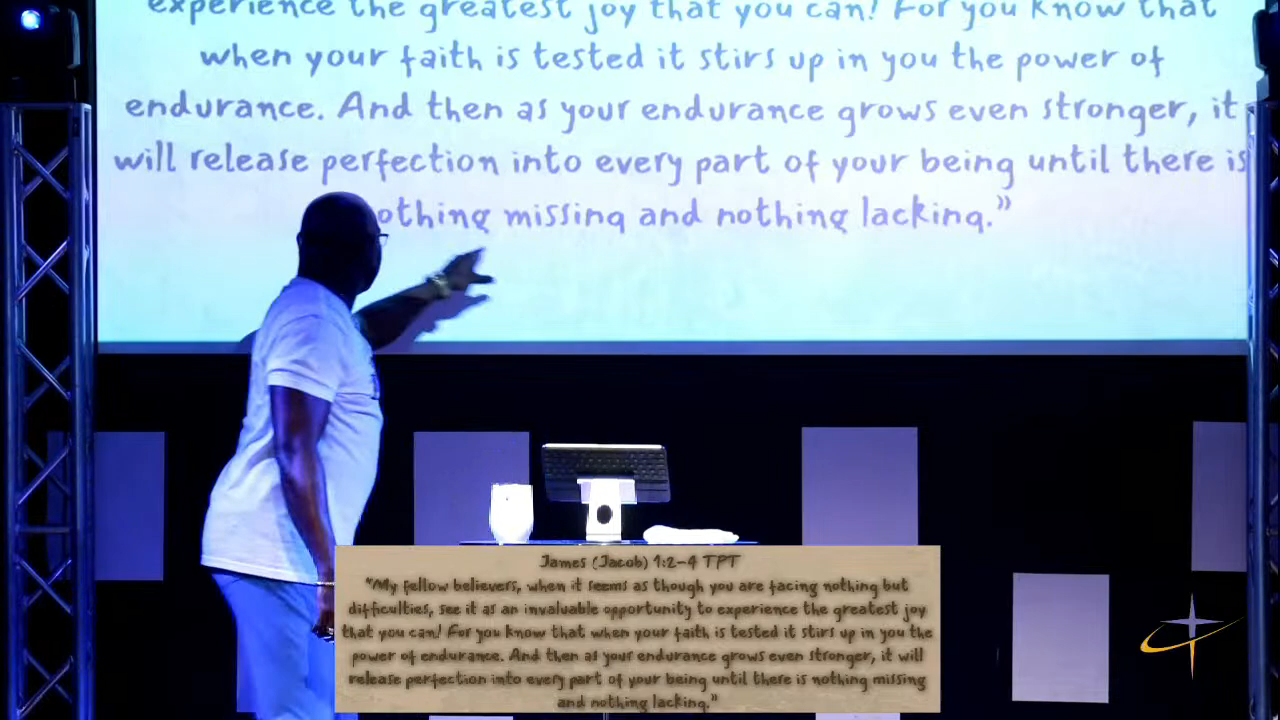 experience the greatest joy that you can! For you know that
when your faith is tested it stirs up in you the power of
endurance. And then as your endurance grows even stronger, it
will release perfection into every part of your being until there is
othing missing and nothing lacking.”
James (Jacob) 1:2-4 TPT
“My fellow believers, when it seems as though you are facing nothing but
difficulties, see it as an invaluable opportunity to experience the greatest joy
that you can! For you know that when your faith is tested it stirs up in you the
power of endurance. And then as your endurance grows even stronger, it will
release perfection into every part of your being until there is nothing missing
and nothing lacking.”